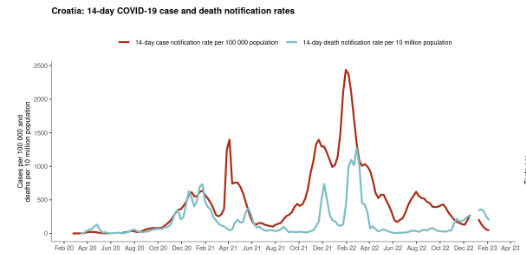 Croatia: 14-day COVID-19 case and death notification rates
14-day case notification rate per 100 000 population
14-day death notification rate per 10 million population
Cases per 100 000 and
deaths per 10 million population
2500
2000
1500
1000
500
0
Feb 20 Apr 20 Jun 20 Aug 20 Oct 20 Dec 20 Feb 21 Apr 21 Jun 21 Aug 21 Oct 21 Dec 21 Feb 22 Apr 22 Jun 22 Aug 22 Oct 22 Dec 22 Feb 23 Apr 23